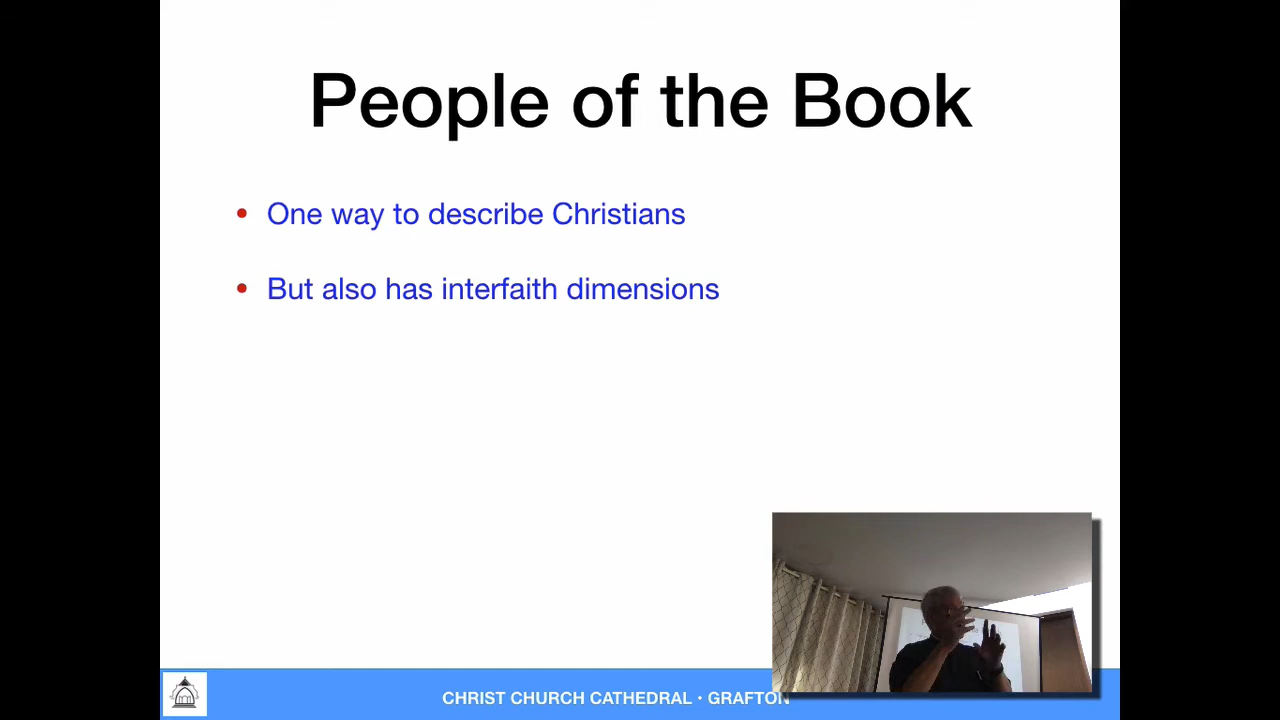 People of the Book
• One way to describe Christians
• But also has interfaith dimensions
CHRIST CHURCH CATHEDRAL • GRAFTON